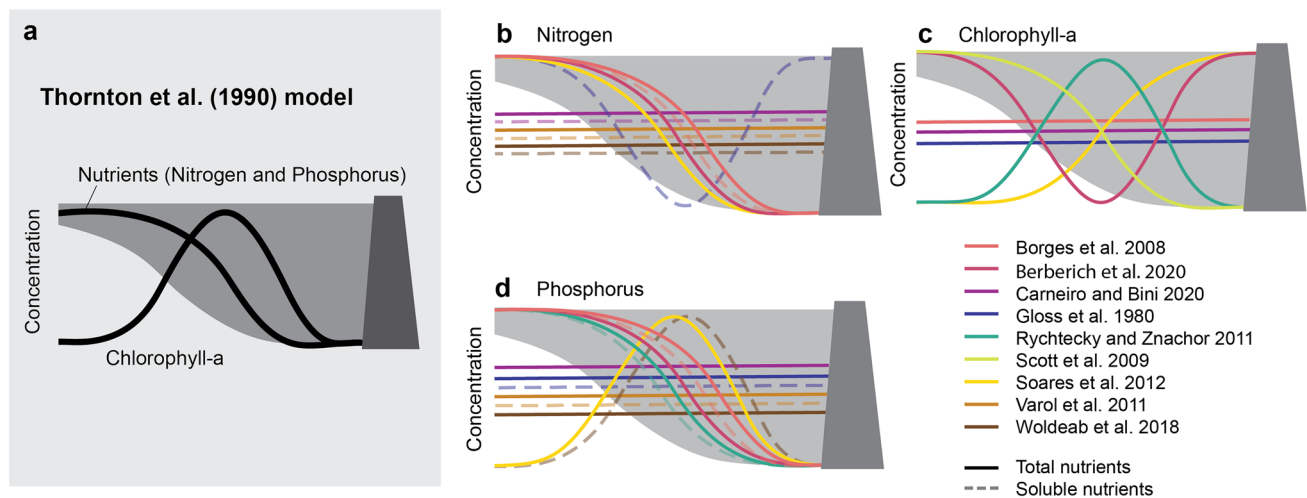 a
Thornton et al. (1990) model
Nutrients (Nitrogen and Phosphorus)
Concentration
Chlorophyll-a
b Nitrogen
Concentration
c Chlorophyll-a
Concentration
d Phosphorus
Concentration
Borges et al. 2008
Berberich et al. 2020
Carneiro and Bini 2020
Gloss et al. 1980
Rychtecky and Znachor 2011
Scott et al. 2009
Soares et al. 2012
Varol et al. 2011
Woldeab et al. 2018
Total nutrients
Soluble nutrients